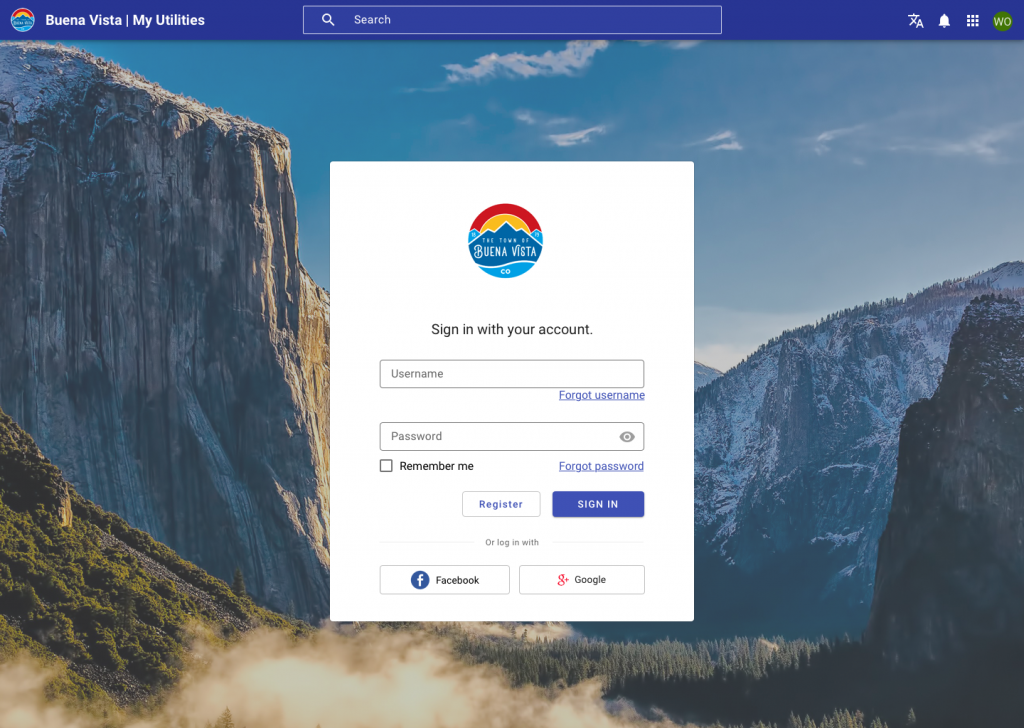 Buena Vista | My Utilities
Search
WO
THE TOWN OF
BUENA VISTA
CO
Sign in with your account.
Username
Forgot username
Password
Remember me
Forgot password
Register
SIGN IN
Or log in with
Facebook
Google